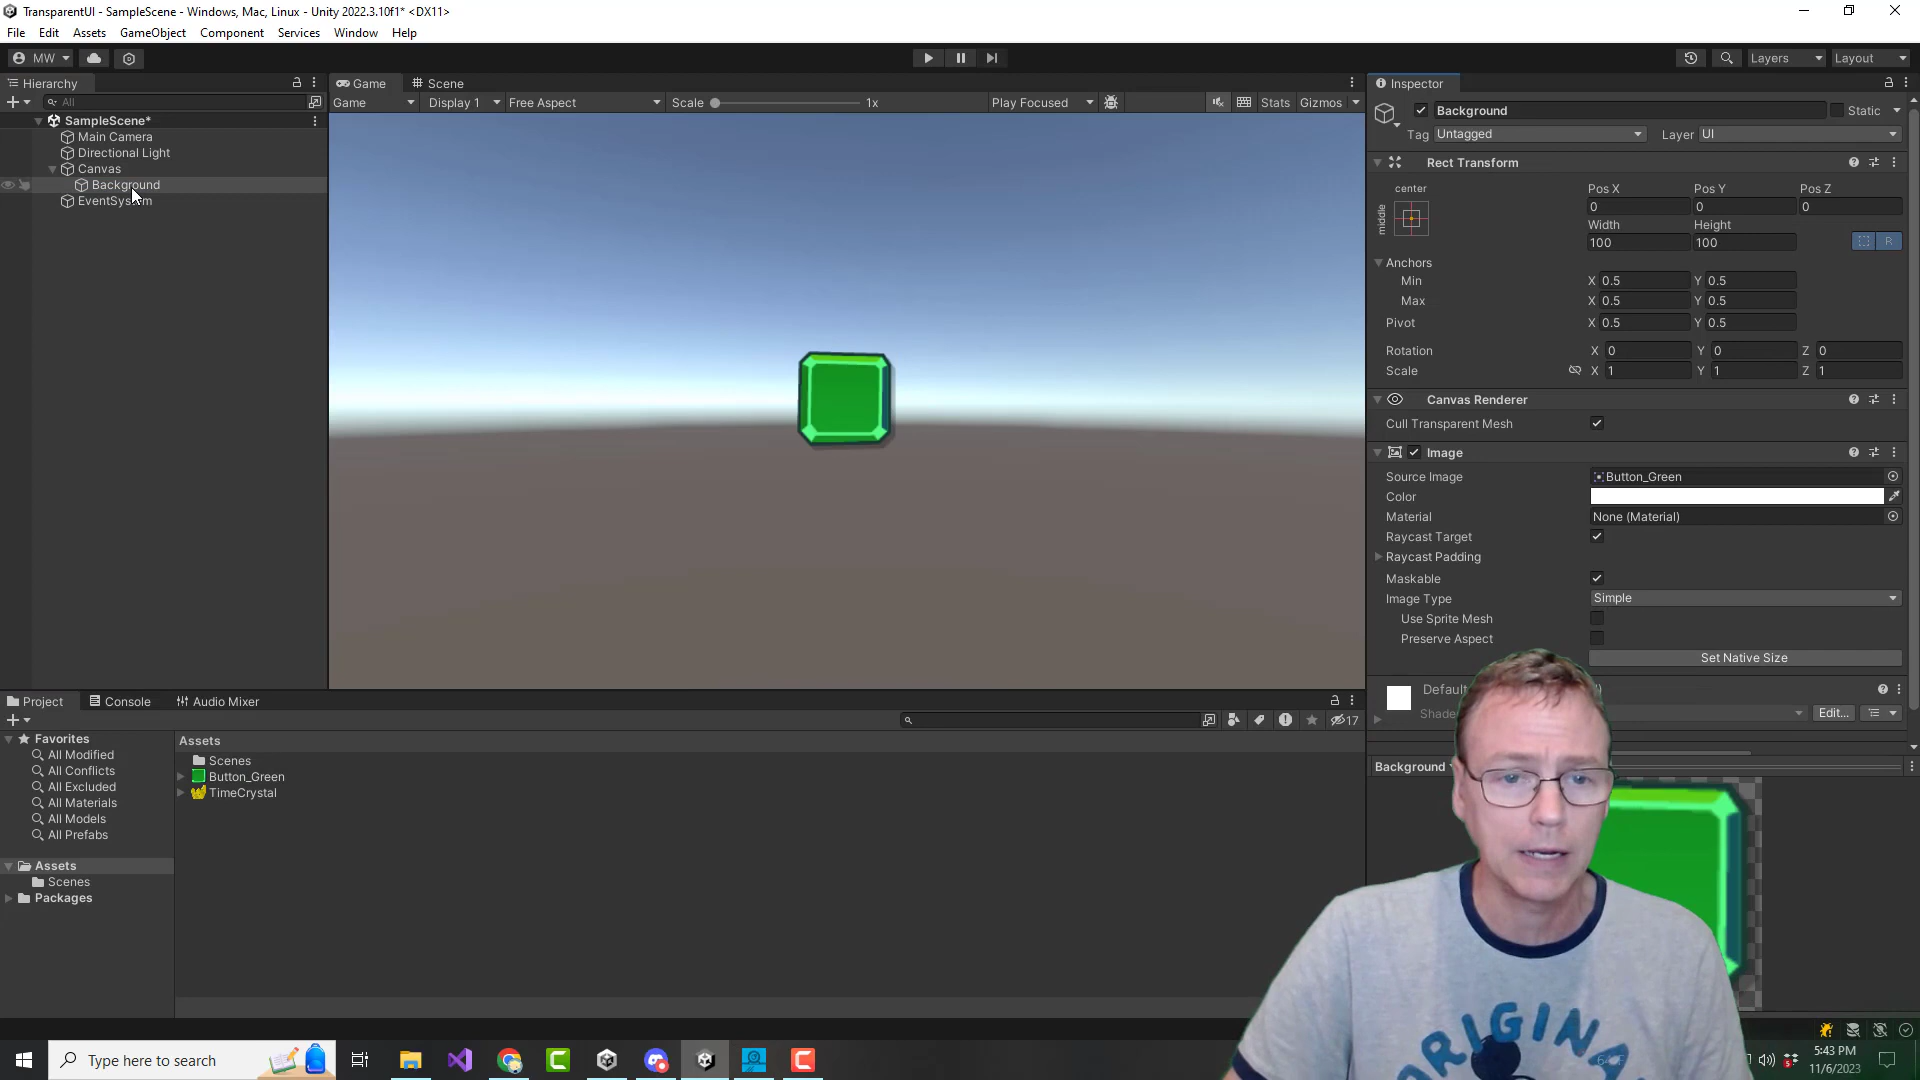 TransparentUI - SampleScene - Windows, Mac, Linux - Unity 2022.3.10f1* <DX11>
File Edit Assets GameObject Component Services Window Help
MW Layers Layout
Hierarchy
All
SampleScene*
Main Camera
Directional Light
Canvas
Background
EventSystem
Game Scene
Game Display 1 Free Aspect Scale 1x Play Focused Stats Gizmos
Inspector
Background Static
Tag Untagged Layer UI
Rect Transform
center
middle
Pos X Pos Y Pos Z
0 0 0
Width Height
100 100
R
Anchors
Min X 0.5 Y 0.5
Max X 0.5 Y 0.5
Pivot X 0.5 Y 0.5
Rotation X 0 Y 0 Z 0
Scale X 1 Y 1 Z 1
Canvas Renderer
Cull Transparent Mesh
Image
Source Image Button_Green
Color
Material None (Material)
Raycast Target
Raycast Padding
Maskable
Image Type Simple
Use Sprite Mesh
Preserve Aspect
Set Native Size
Edit...
Background
Project Console Audio Mixer
17
Favorites
All Modified
All Conflicts
All Excluded
All Materials
All Models
All Prefabs
Assets
Scenes
Packages
Assets
Scenes
Button_Green
TimeCrystal
ORIGIN
Type here to search
5:43 PM
11/6/2023